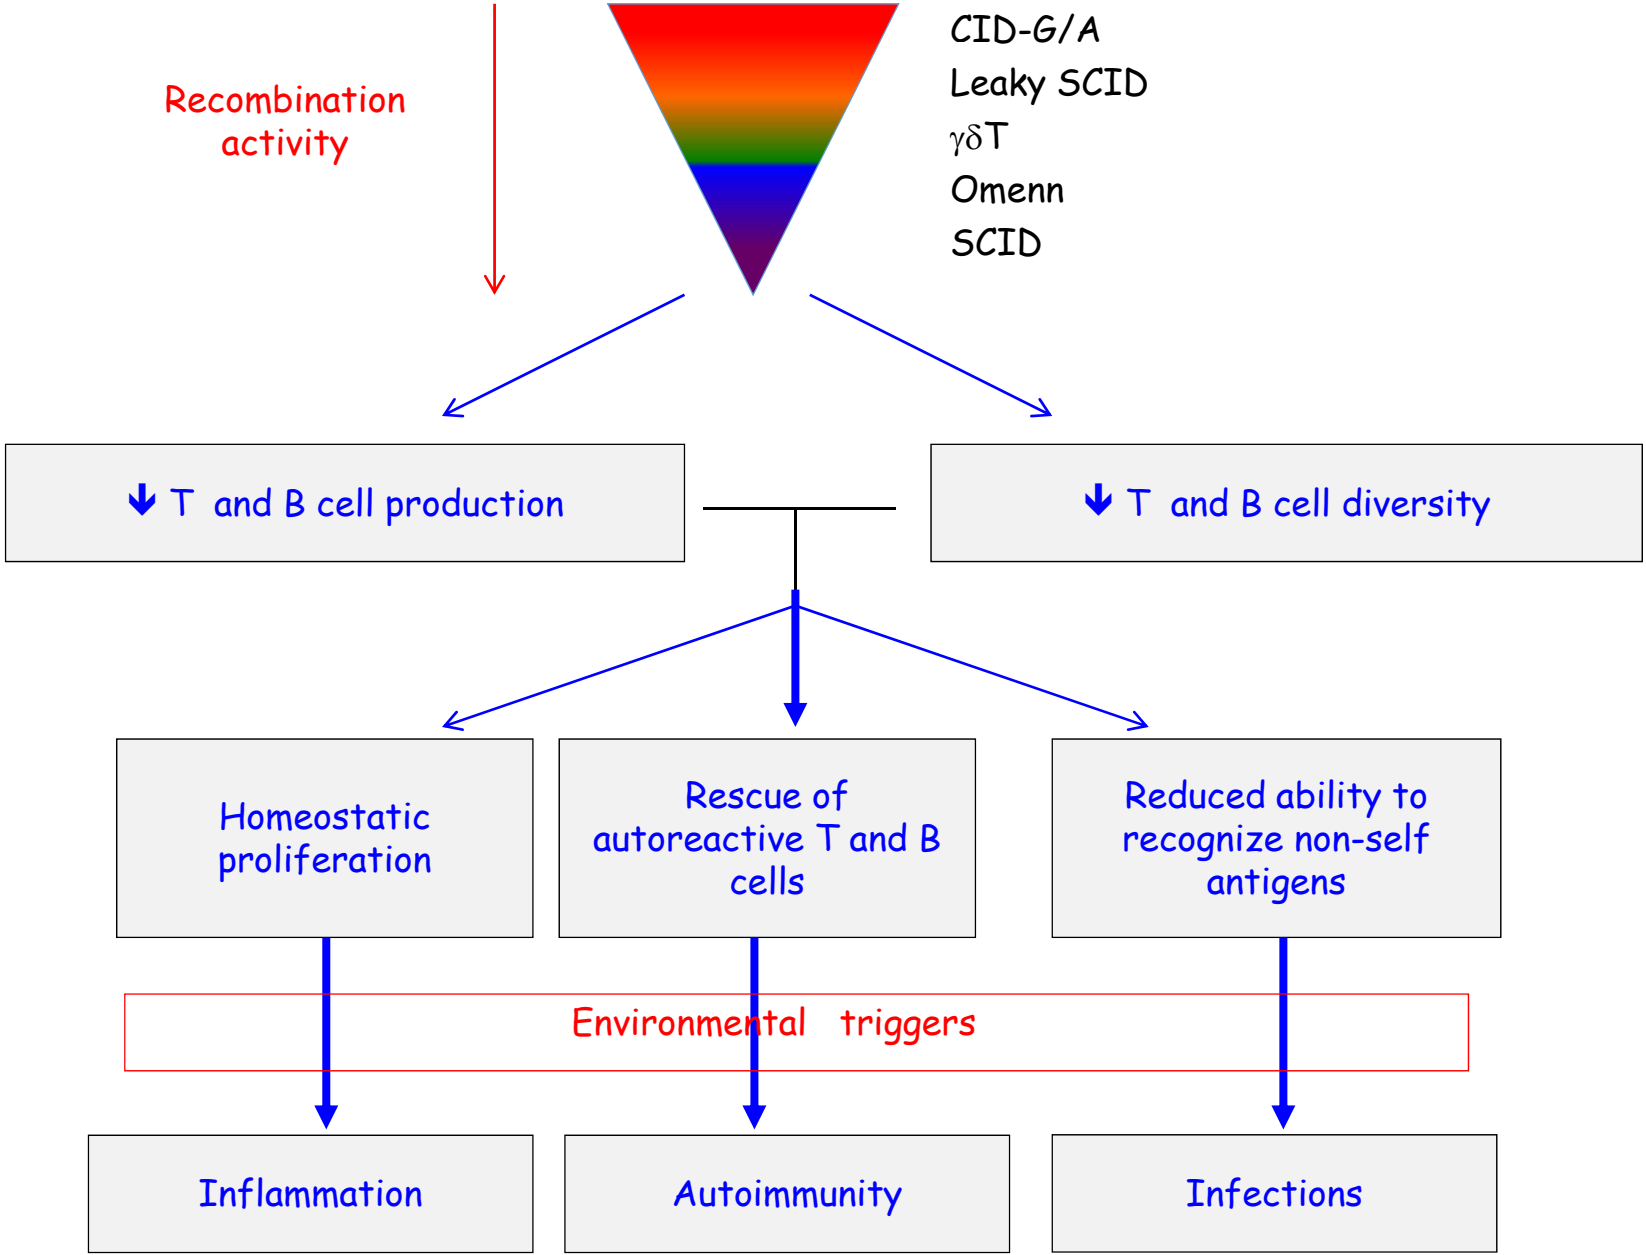 CID-G/A
Leaky SCID
γδT
Omenn
SCID
Recombination
activity
🡻 T and B cell production
🡻 T and B cell diversity
Homeostatic
proliferation
Rescue of
autoreactive T and B
cells
Reduced ability to
recognize non-self
antigens
Environmental triggers
Inflammation
Autoimmunity
Infections